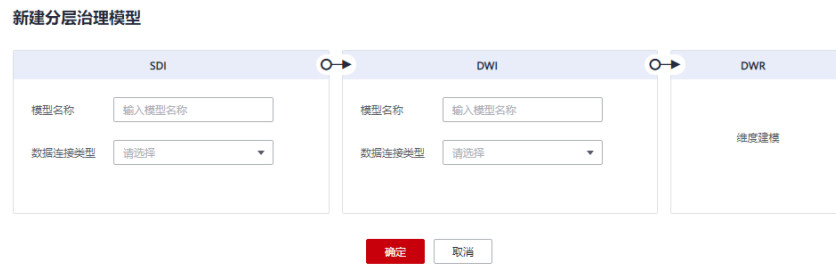 新建分层治理模型
SDI
DWI
DWR
模型名称 输入模型名称
模型名称 输入模型名称
维度建模
数据连接类型 请选择
数据连接类型 请选择
确定 取消